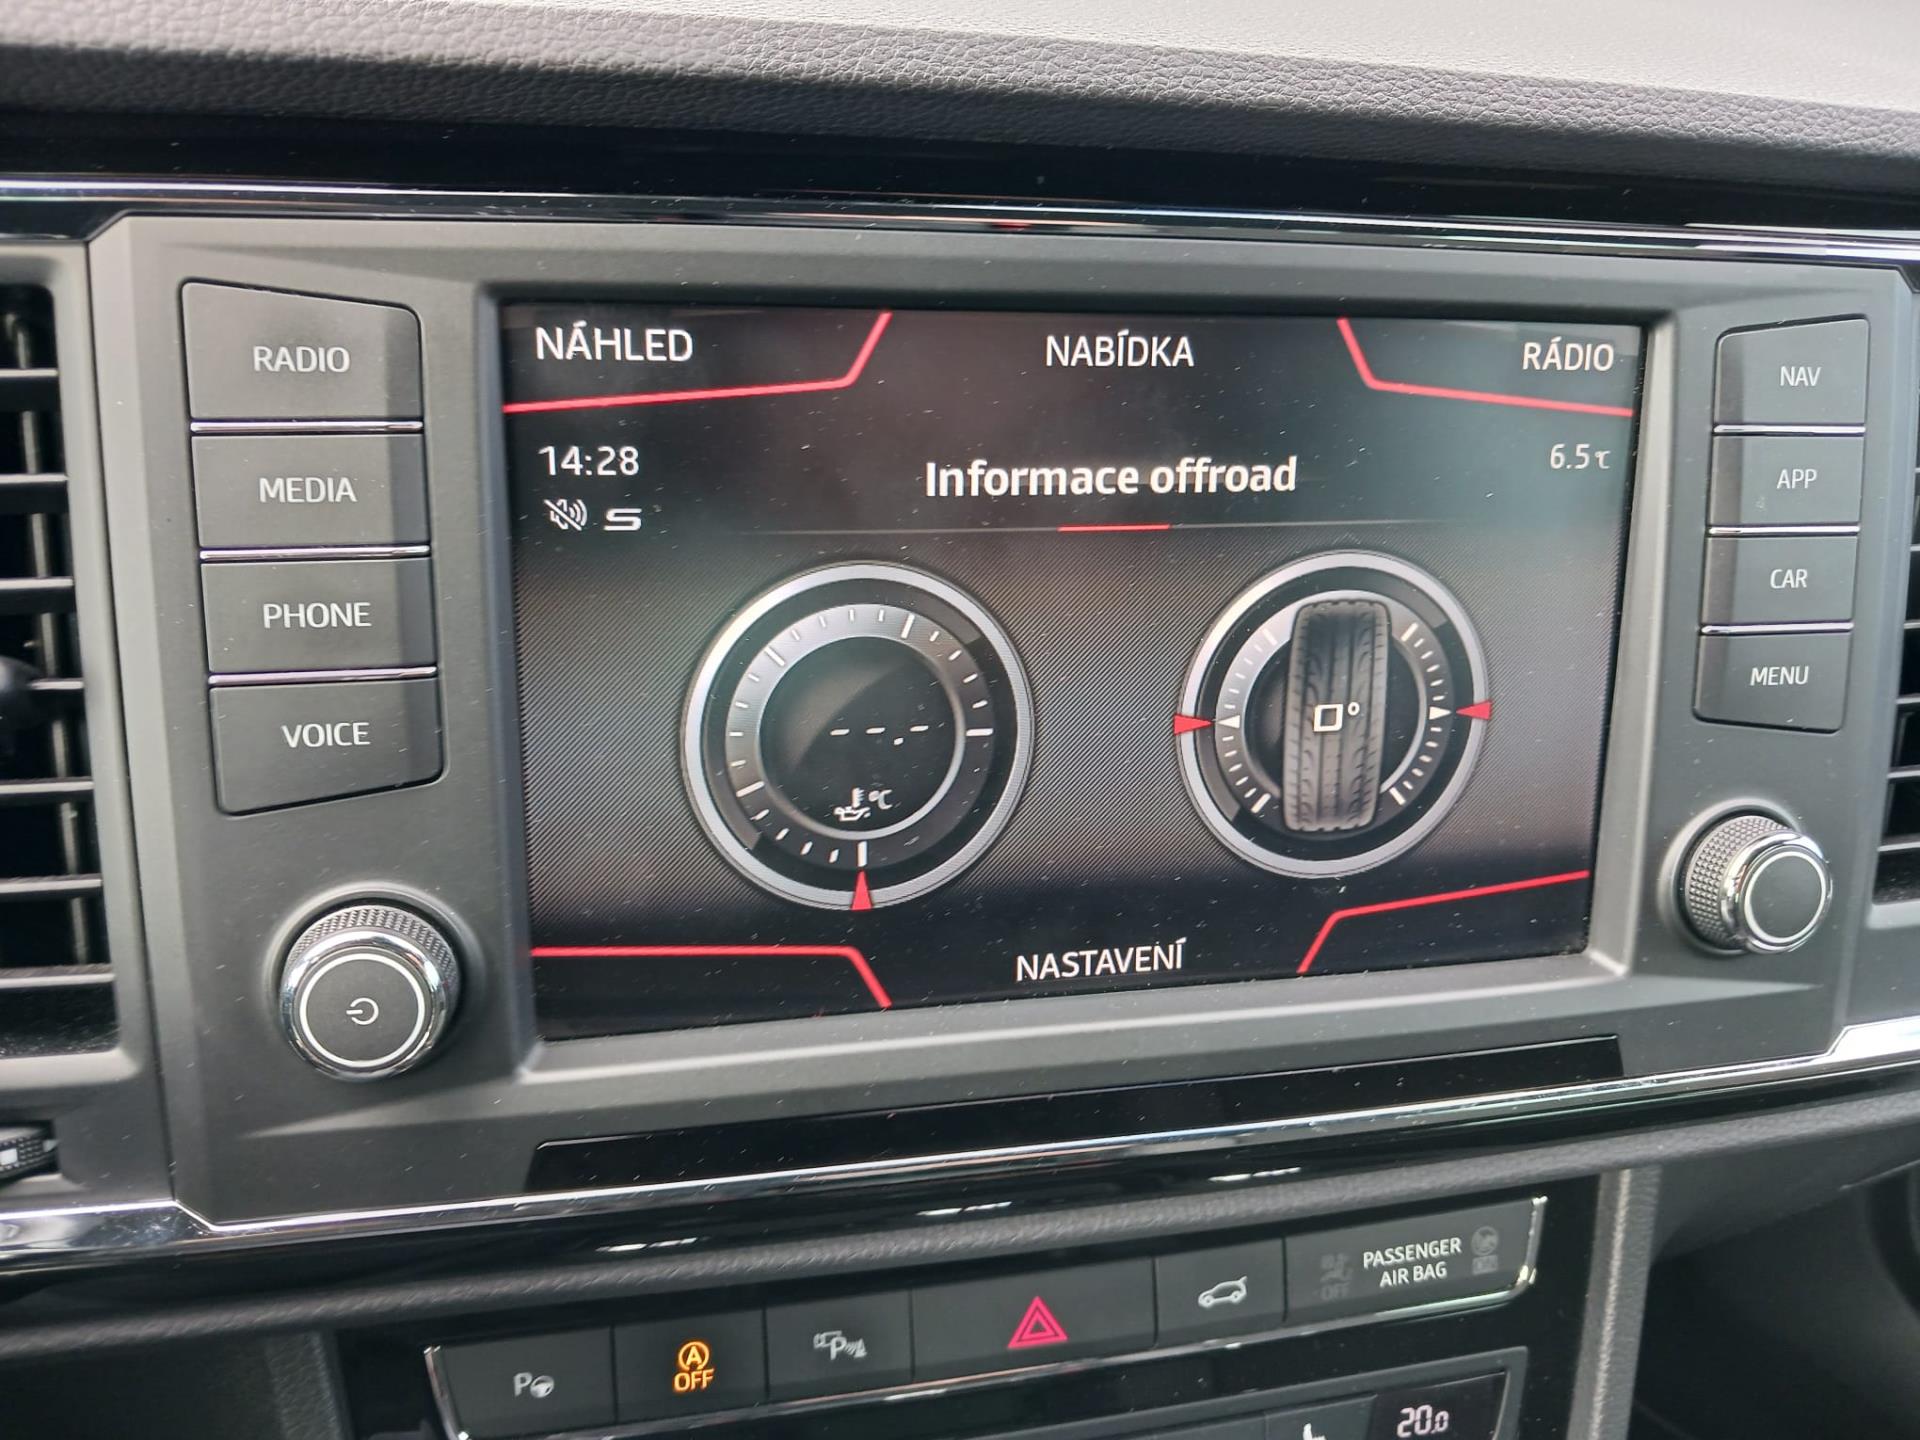 NÁHLED
NABÍDKA
RÁDIO
14:28
6.5°C
S
Informace offroad
--.-
°C
0°
NASTAVENÍ
RADIO
MEDIA
PHONE
VOICE
NAV
APP
CAR
MENU
P
A
OFF
P
PASSENGER
AIR BAG
OFF
20.0